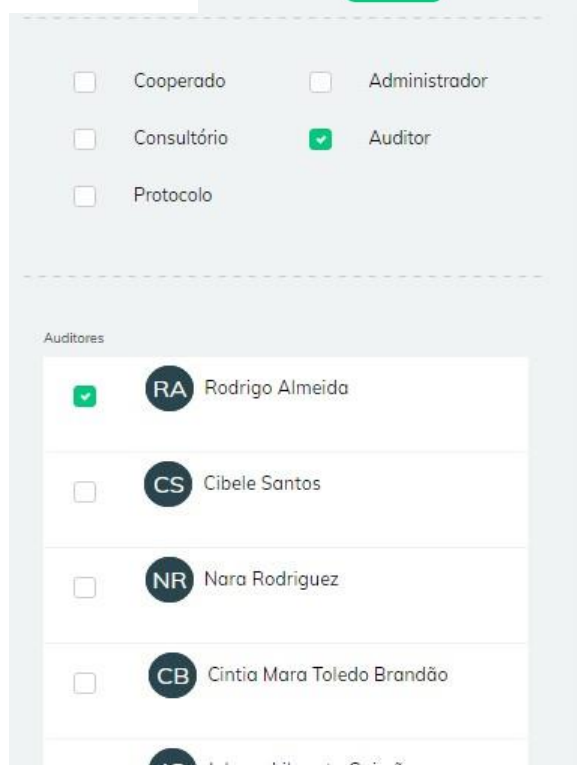 Cooperado Administrador
Consultório Auditor
Protocolo
Auditores
RA Rodrigo Almeida
CS Cibele Santos
NR Nara Rodriguez
CB Cintia Mara Toledo Brandão